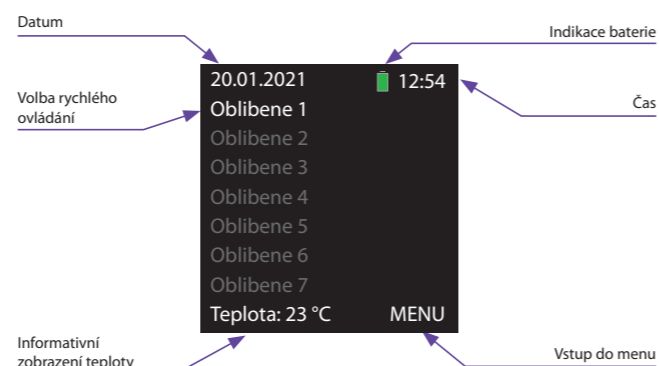 Datum
Indikace baterie
20.01.2021 12:54
Volba rychlého
ovládání
Čas
Oblibene 1
Oblibene 2
Oblibene 3
Oblibene 4
Oblibene 5
Oblibene 6
Oblibene 7
Teplota: 23 °C MENU
Informativní
zobrazení teploty
Vstup do menu